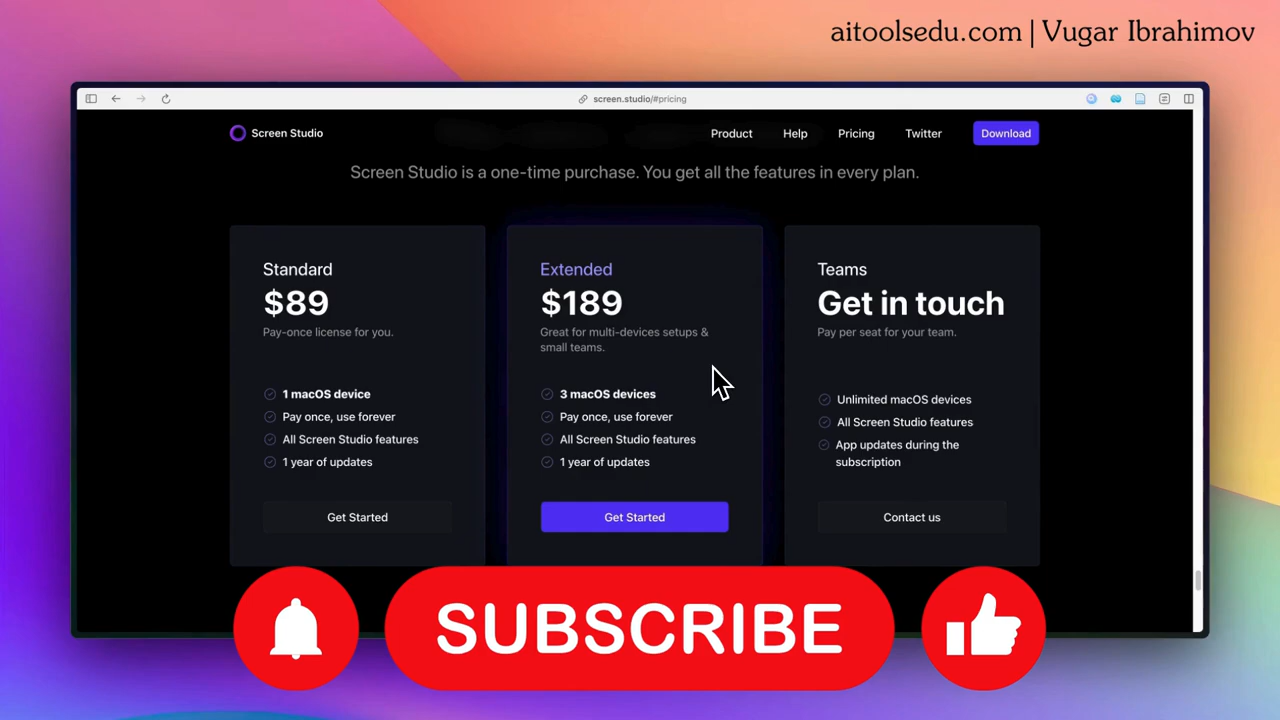 aitoolsedu.com | Vugar Ibrahimov
screen.studio/#pricing
Screen Studio
Product
Help
Pricing
Twitter
Download
Screen Studio is a one-time purchase. You get all the features in every plan.
Standard
$89
Pay-once license for you.
1 macOS device
Pay once, use forever
All Screen Studio features
1 year of updates
Get Started
Extended
$189
Great for multi-devices setups &
small teams.
3 macOS devices
Pay once, use forever
All Screen Studio features
1 year of updates
Get Started
Teams
Get in touch
Pay per seat for your team.
Unlimited macOS devices
All Screen Studio features
App updates during the
subscription
Contact us
SUBSCRIBE